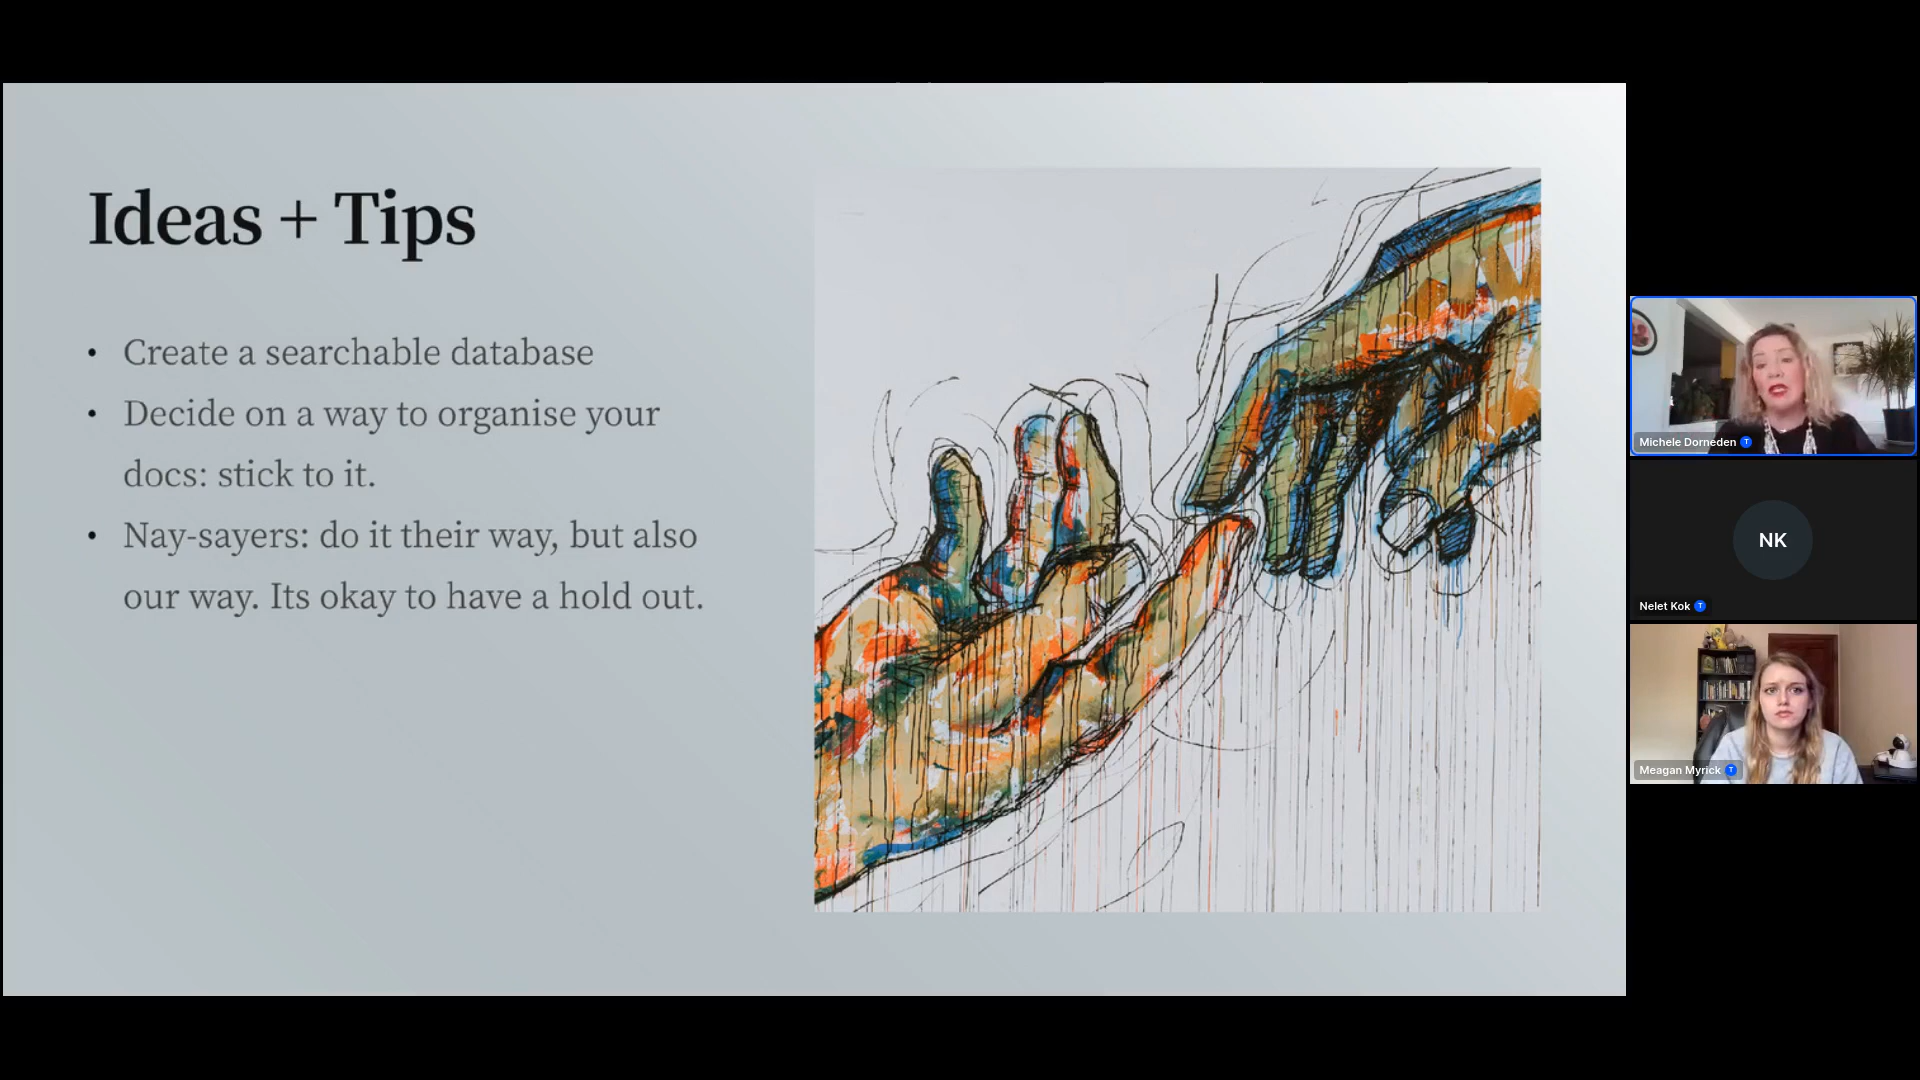 Ideas + Tips
• Create a searchable database
• Decide on a way to organise your
docs: stick to it.
• Nay-sayers: do it their way, but also
our way. Its okay to have a hold out.
Michele Dorneden T
NK
Nelet Kok T
Meagan Myrick T